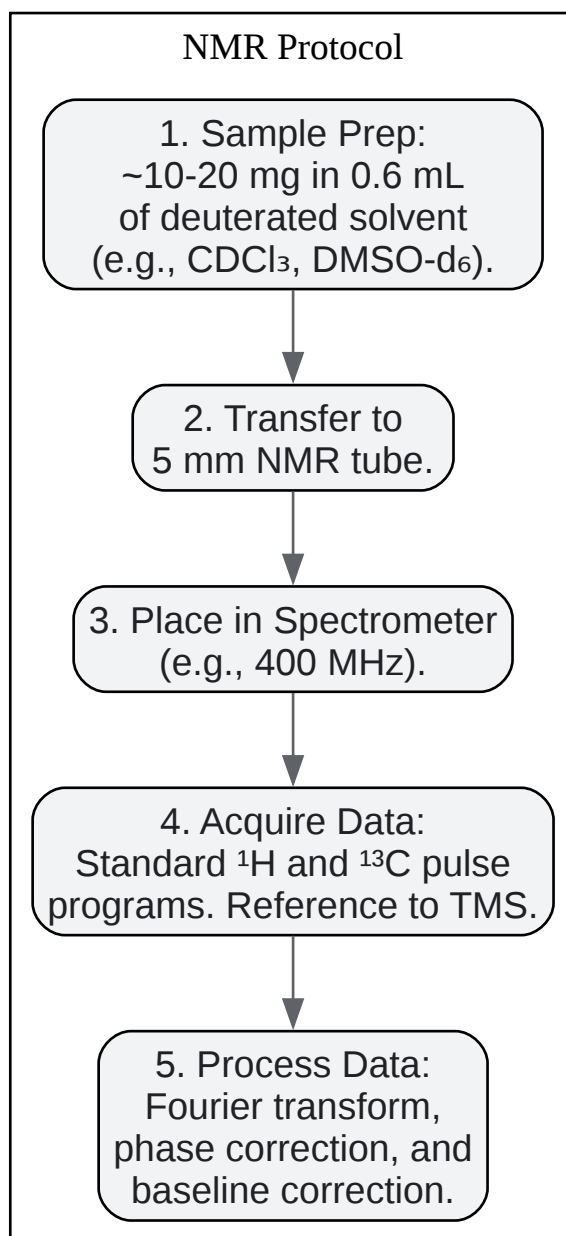 NMR Protocol
1. Sample Prep:
~10-20 mg in 0.6 mL
of deuterated solvent
(e.g., CDCl₃, DMSO-d₆).
2. Transfer to
5 mm NMR tube.
3. Place in Spectrometer
(e.g., 400 MHz).
4. Acquire Data:
Standard ¹H and ¹³C pulse
programs. Reference to TMS.
5. Process Data:
Fourier transform,
phase correction, and
baseline correction.